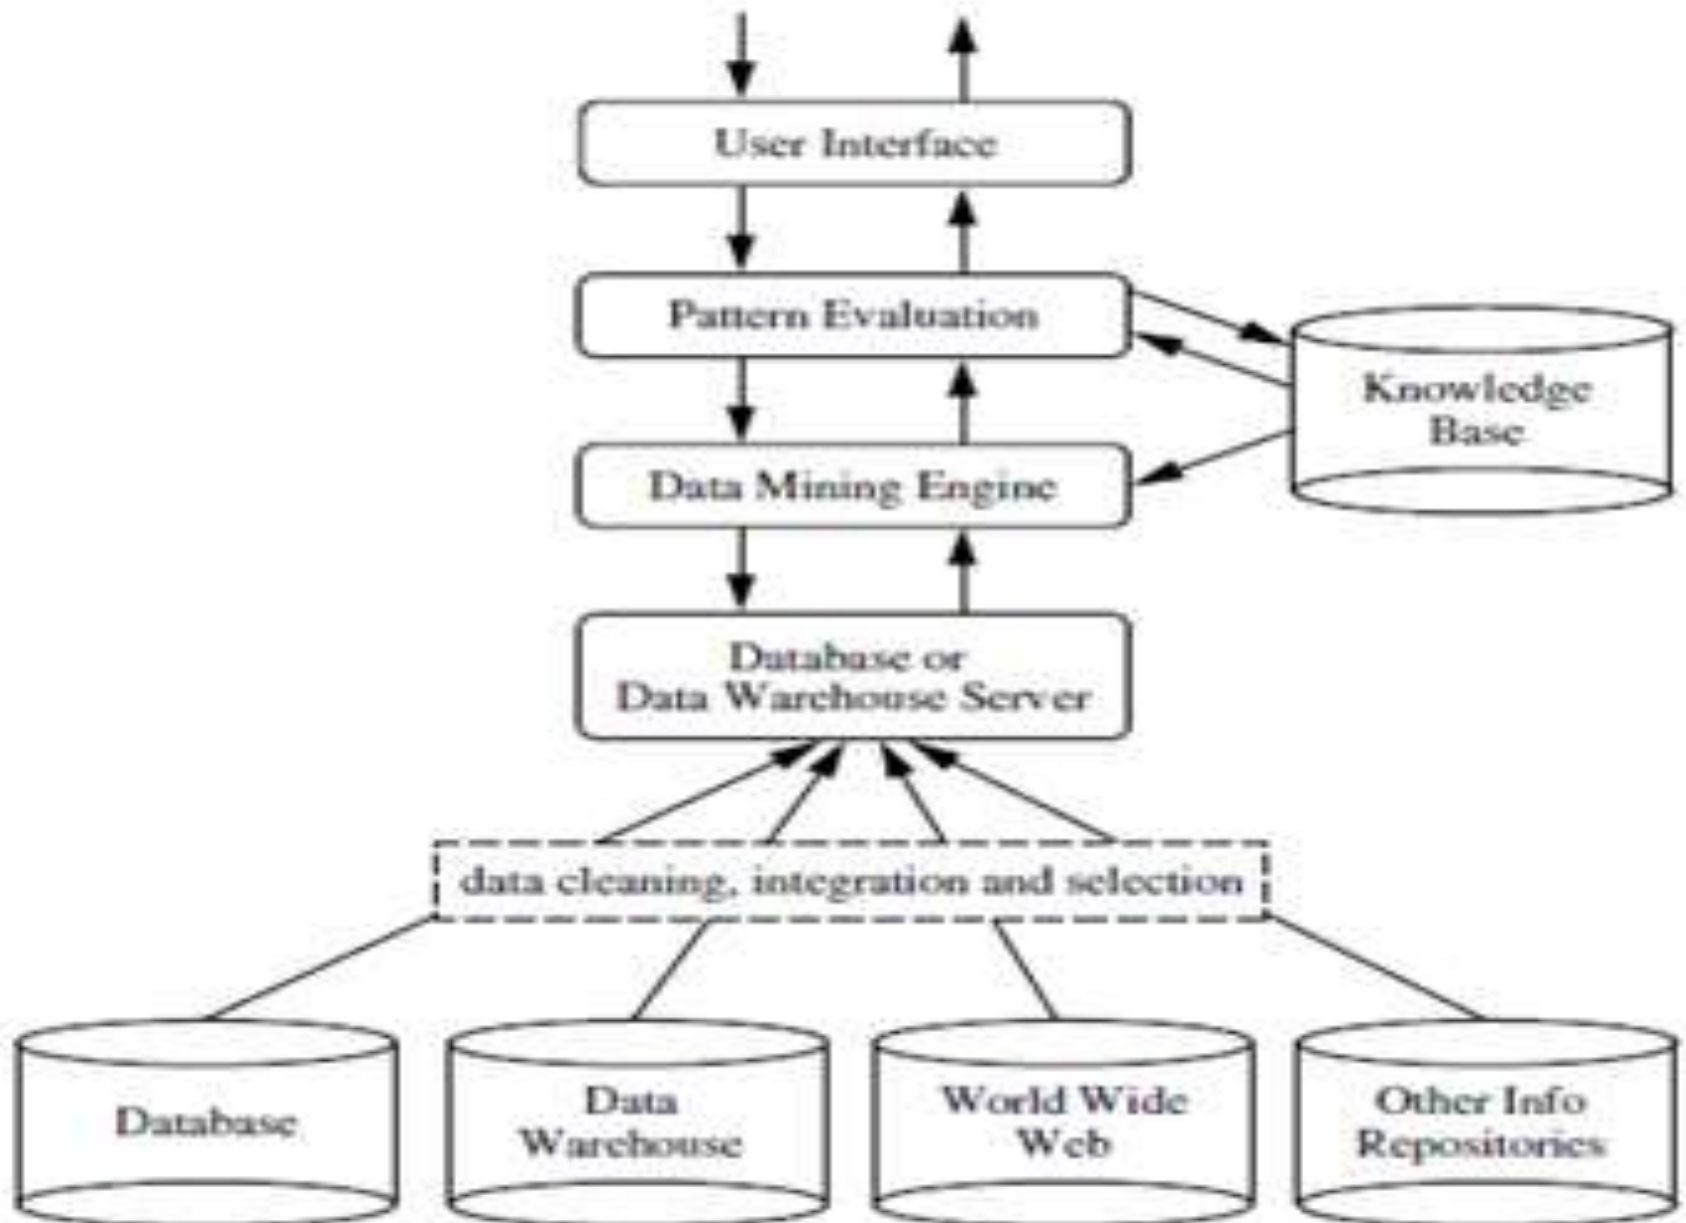 User Interface
Pattern Evaluation
Knowledge
Base
Data Mining Engine
Database or
Data Warehouse Server
data cleaning, integration and selection
Database
Data
Warehouse
World Wide
Web
Other Info
Repositories